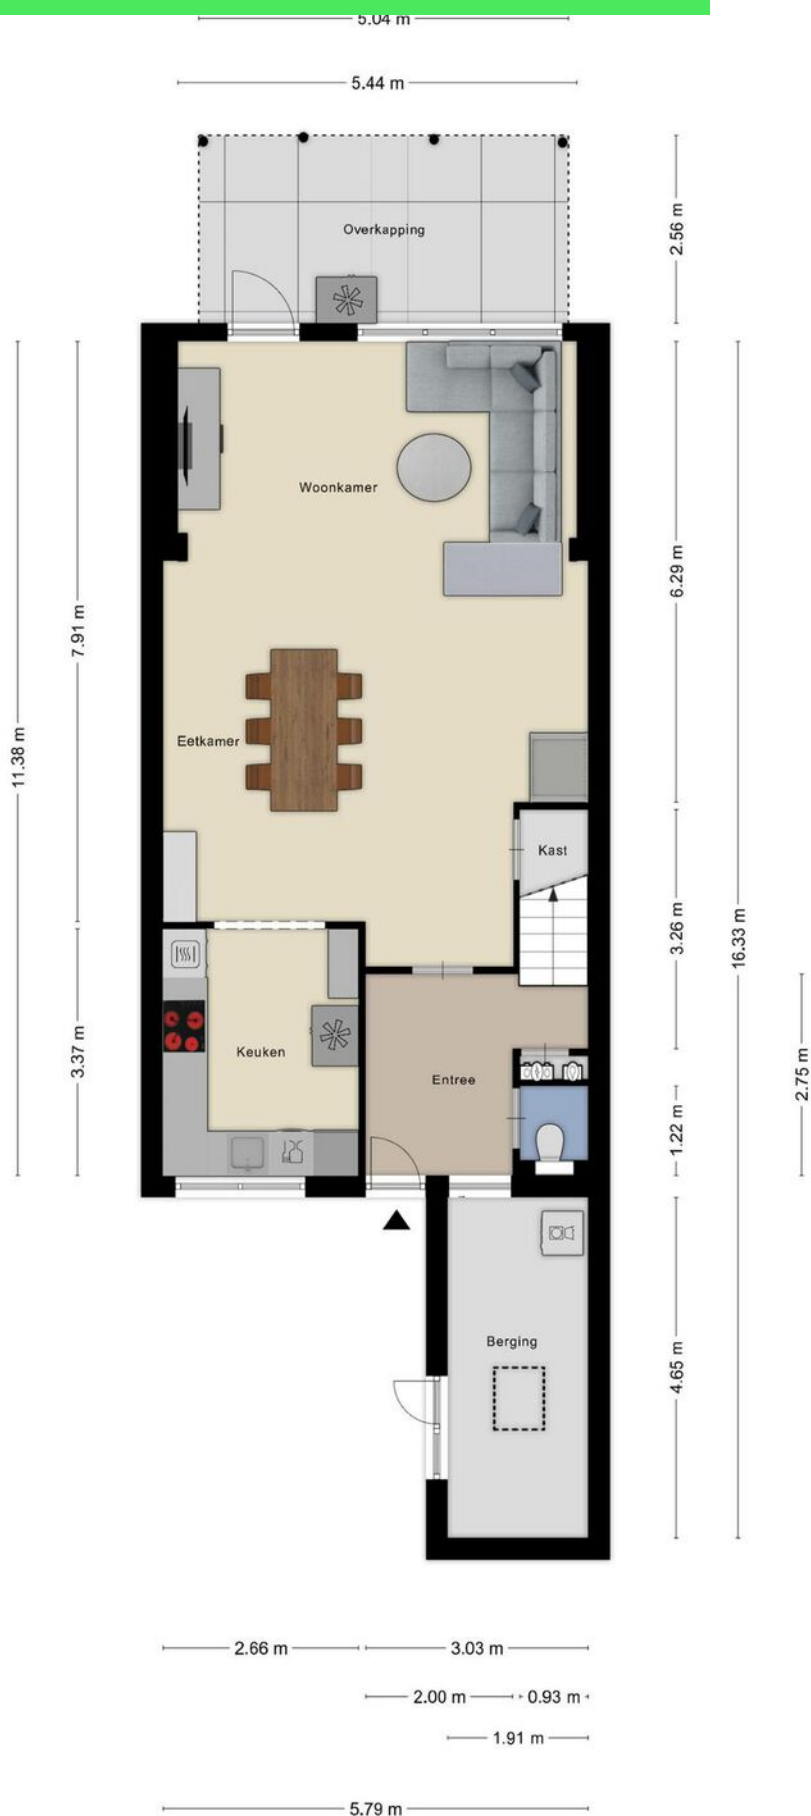 5.04 m
5.44 m
Overkapping
2.56 m
Woonkamer
6.29 m
7.91 m
Eetkamer
11.38 m
Kast
3.26 m
16.33 m
Keuken
3.37 m
Entree
2.75 m
1.22 m
Berging
4.65 m
2.66 m
3.03 m
2.00 m
0.93 m
1.91 m
5.79 m